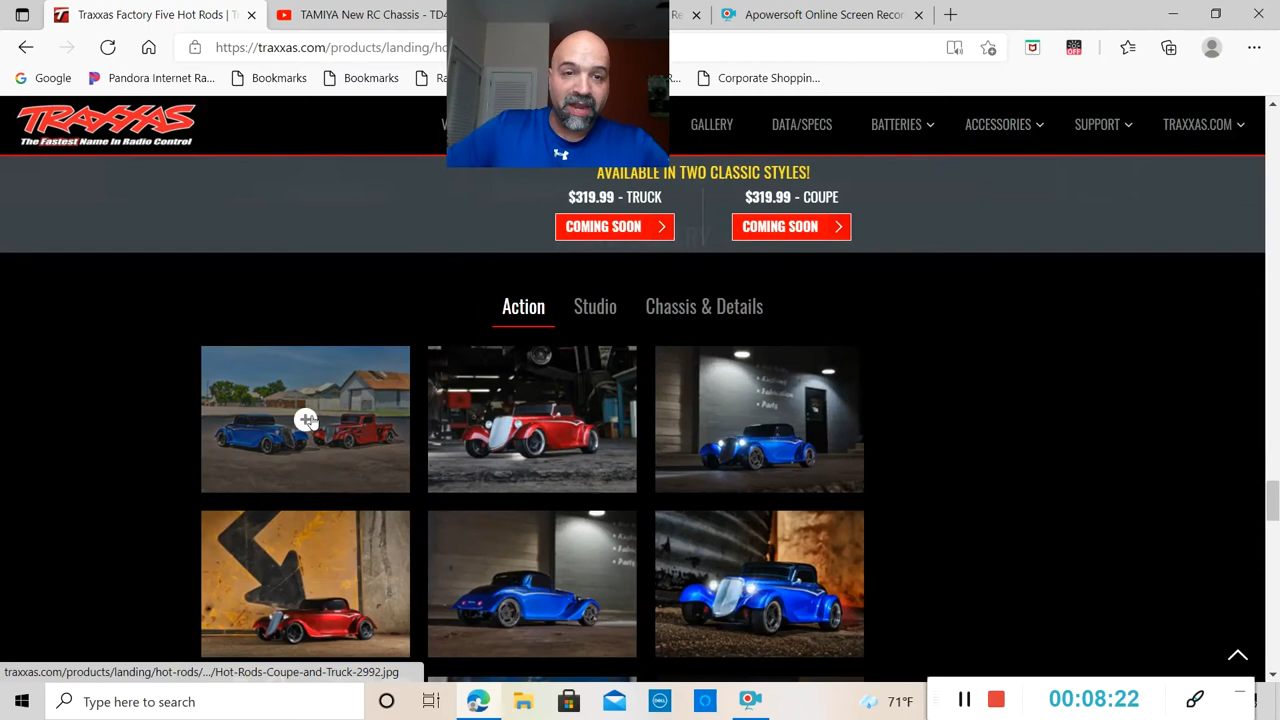 Traxxas Factory Five Hot Rods |
TAMIYA New RC Chassis - TD4
Apowersoft Online Screen Recor
https://traxxas.com/products/landing/ho
OFF
Google
Pandora Internet Ra...
Bookmarks
Bookmarks
Corporate Shoppin...
TRAXXAS
The Fastest Name In Radio Control
GALLERY
DATA/SPECS
BATTERIES
ACCESSORIES
SUPPORT
TRAXXAS.COM
AVAILABLE IN TWO CLASSIC STYLES!
$319.99 - TRUCK
$319.99 - COUPE
COMING SOON
COMING SOON
Action
Studio
Chassis & Details
traxxas.com/products/landing/hot-rods/.../Hot-Rods-Coupe-and-Truck-2992.jpg
Type here to search
DELL
71°F
00:08:22